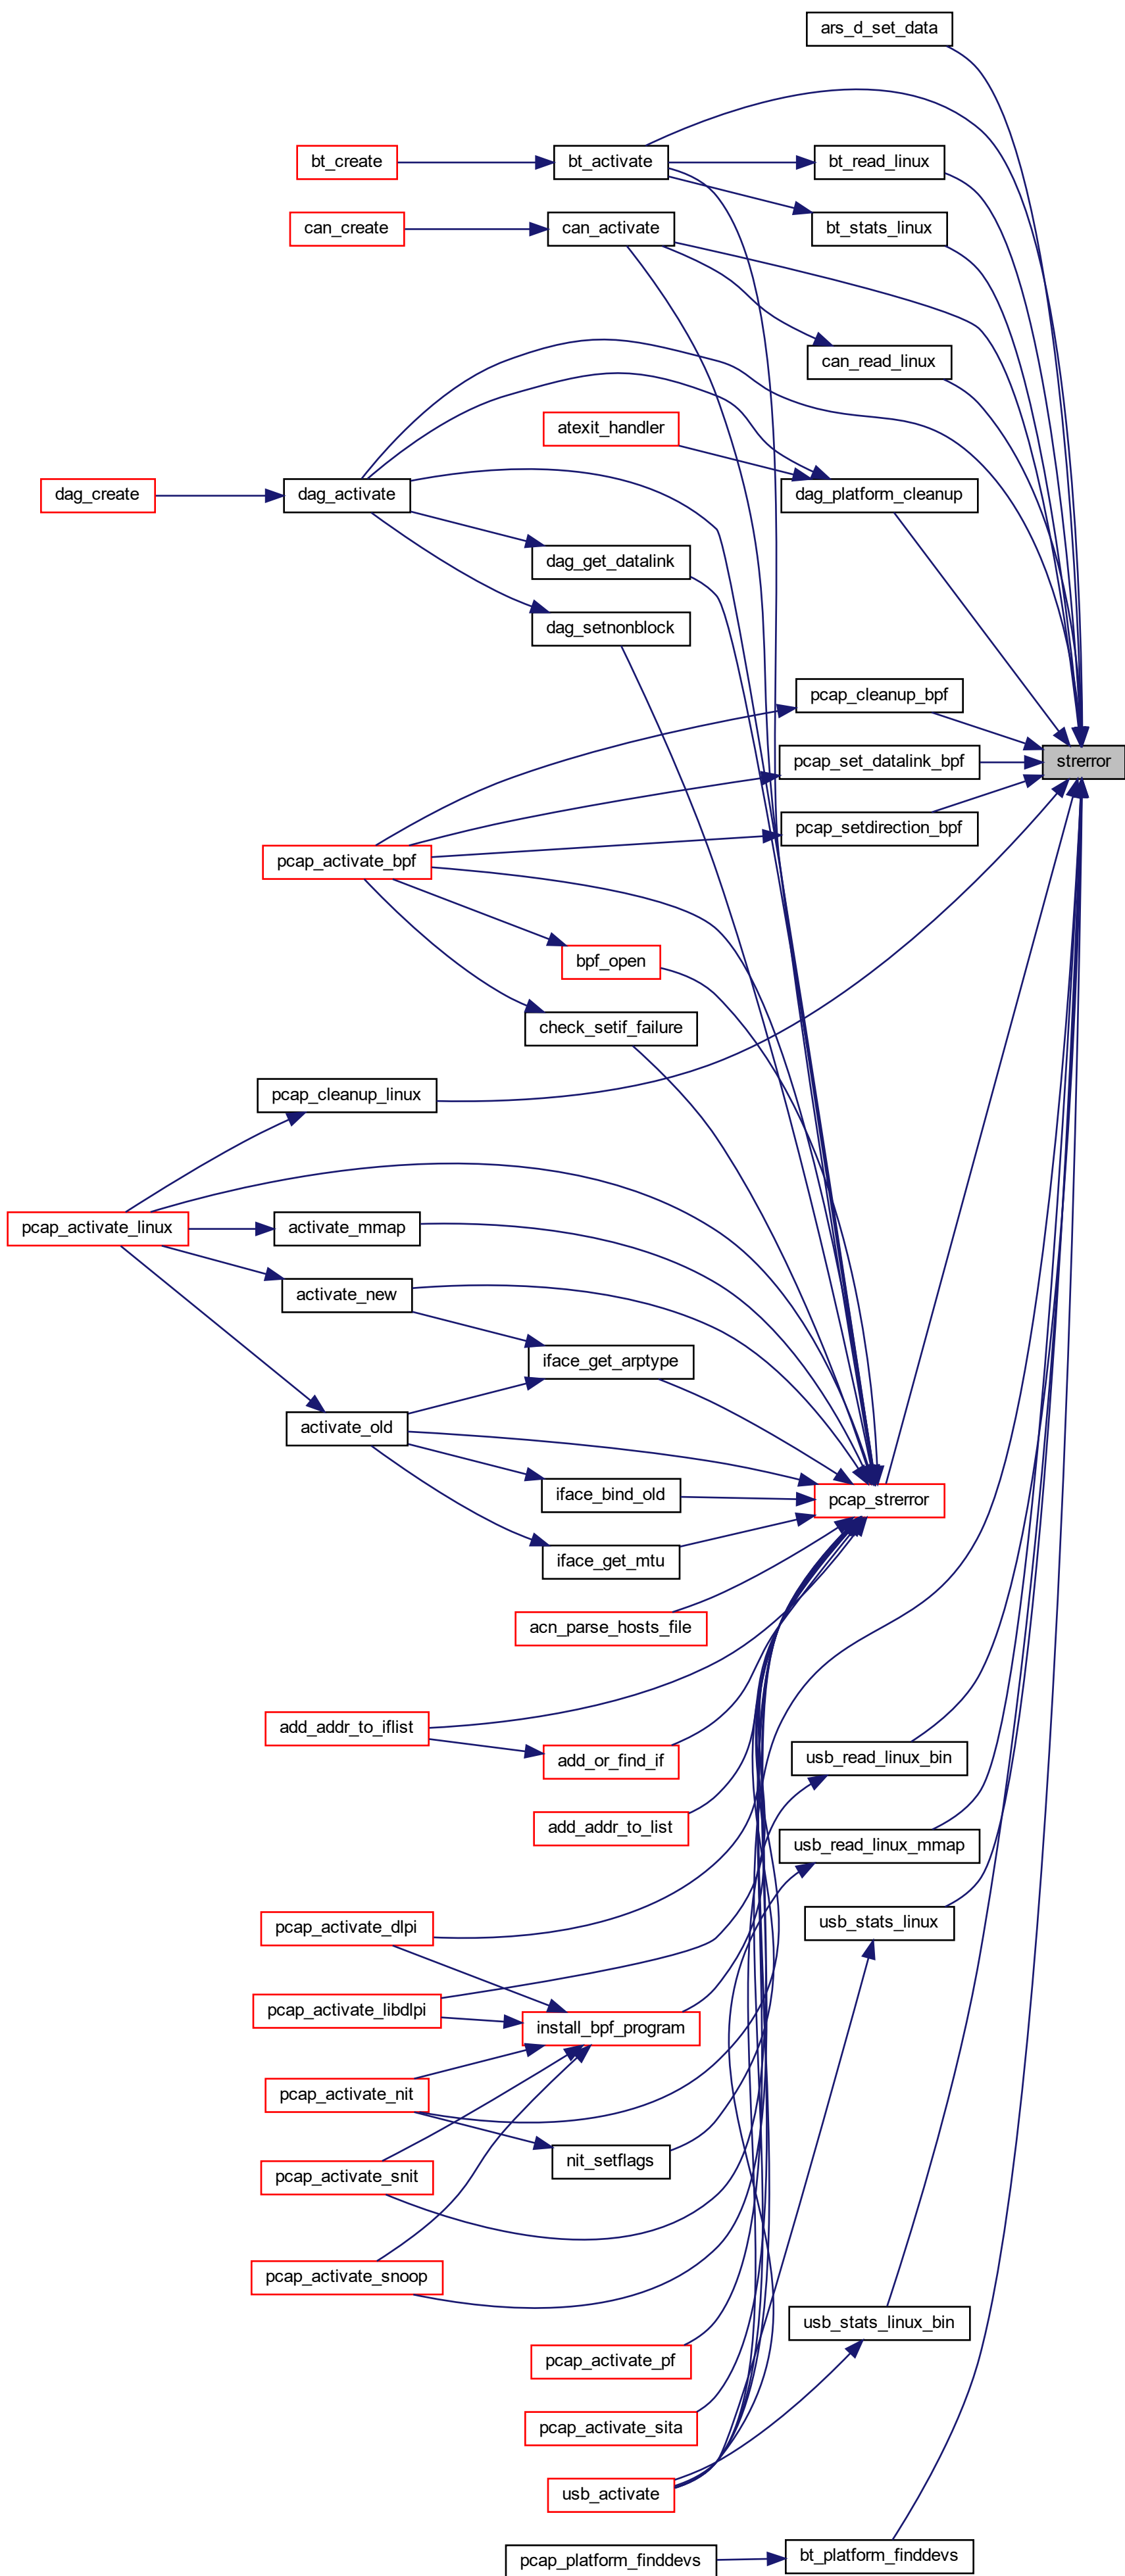 ars_d_set_data
bt_create
bt_activate
bt_read_linux
can_create
can_activate
bt_stats_linux
can_read_linux
atexit_handler
dag_create
dag_activate
dag_platform_cleanup
dag_get_datalink
dag_setnonblock
pcap_cleanup_bpf
pcap_set_datalink_bpf
strerror
pcap_setdirection_bpf
pcap_activate_bpf
bpf_open
check_setif_failure
pcap_cleanup_linux
pcap_activate_linux
activate_mmap
activate_new
iface_get_arptype
activate_old
iface_bind_old
pcap_strerror
iface_get_mtu
acn_parse_hosts_file
add_addr_to_iflist
add_or_find_if
usb_read_linux_bin
add_addr_to_list
usb_read_linux_mmap
pcap_activate_dlpi
usb_stats_linux
pcap_activate_libdlpi
install_bpf_program
pcap_activate_nit
nit_setflags
pcap_activate_snit
pcap_activate_snoop
usb_stats_linux_bin
pcap_activate_pf
pcap_activate_sita
usb_activate
pcap_platform_finddevs
bt_platform_finddevs